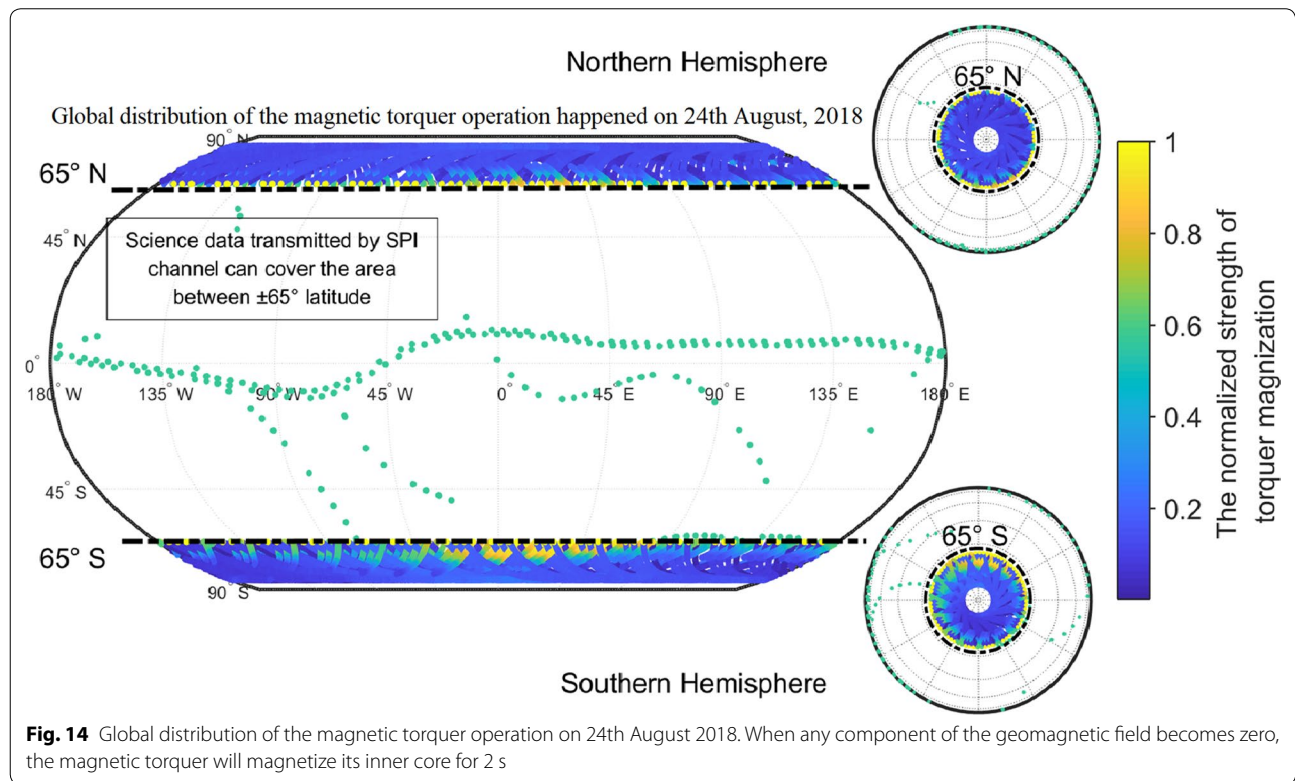 Northern Hemisphere
65° N
Global distribution of the magnetic torquer operation happened on 24th August, 2018
90° N
65° N
45° N
Science data transmitted by SPI
channel can cover the area
between ±65° latitude
0°
180° W
135° W
90° W
45° W
0°
45° E
90° E
135° E
180° E
45° S
65° S
90° S
65° S
Southern Hemisphere
1
0.8
0.6
0.4
0.2
The normalized strength of
torquer magnization
Fig. 14 Global distribution of the magnetic torquer operation on 24th August 2018. When any component of the geomagnetic field becomes zero,
the magnetic torquer will magnetize its inner core for 2 s